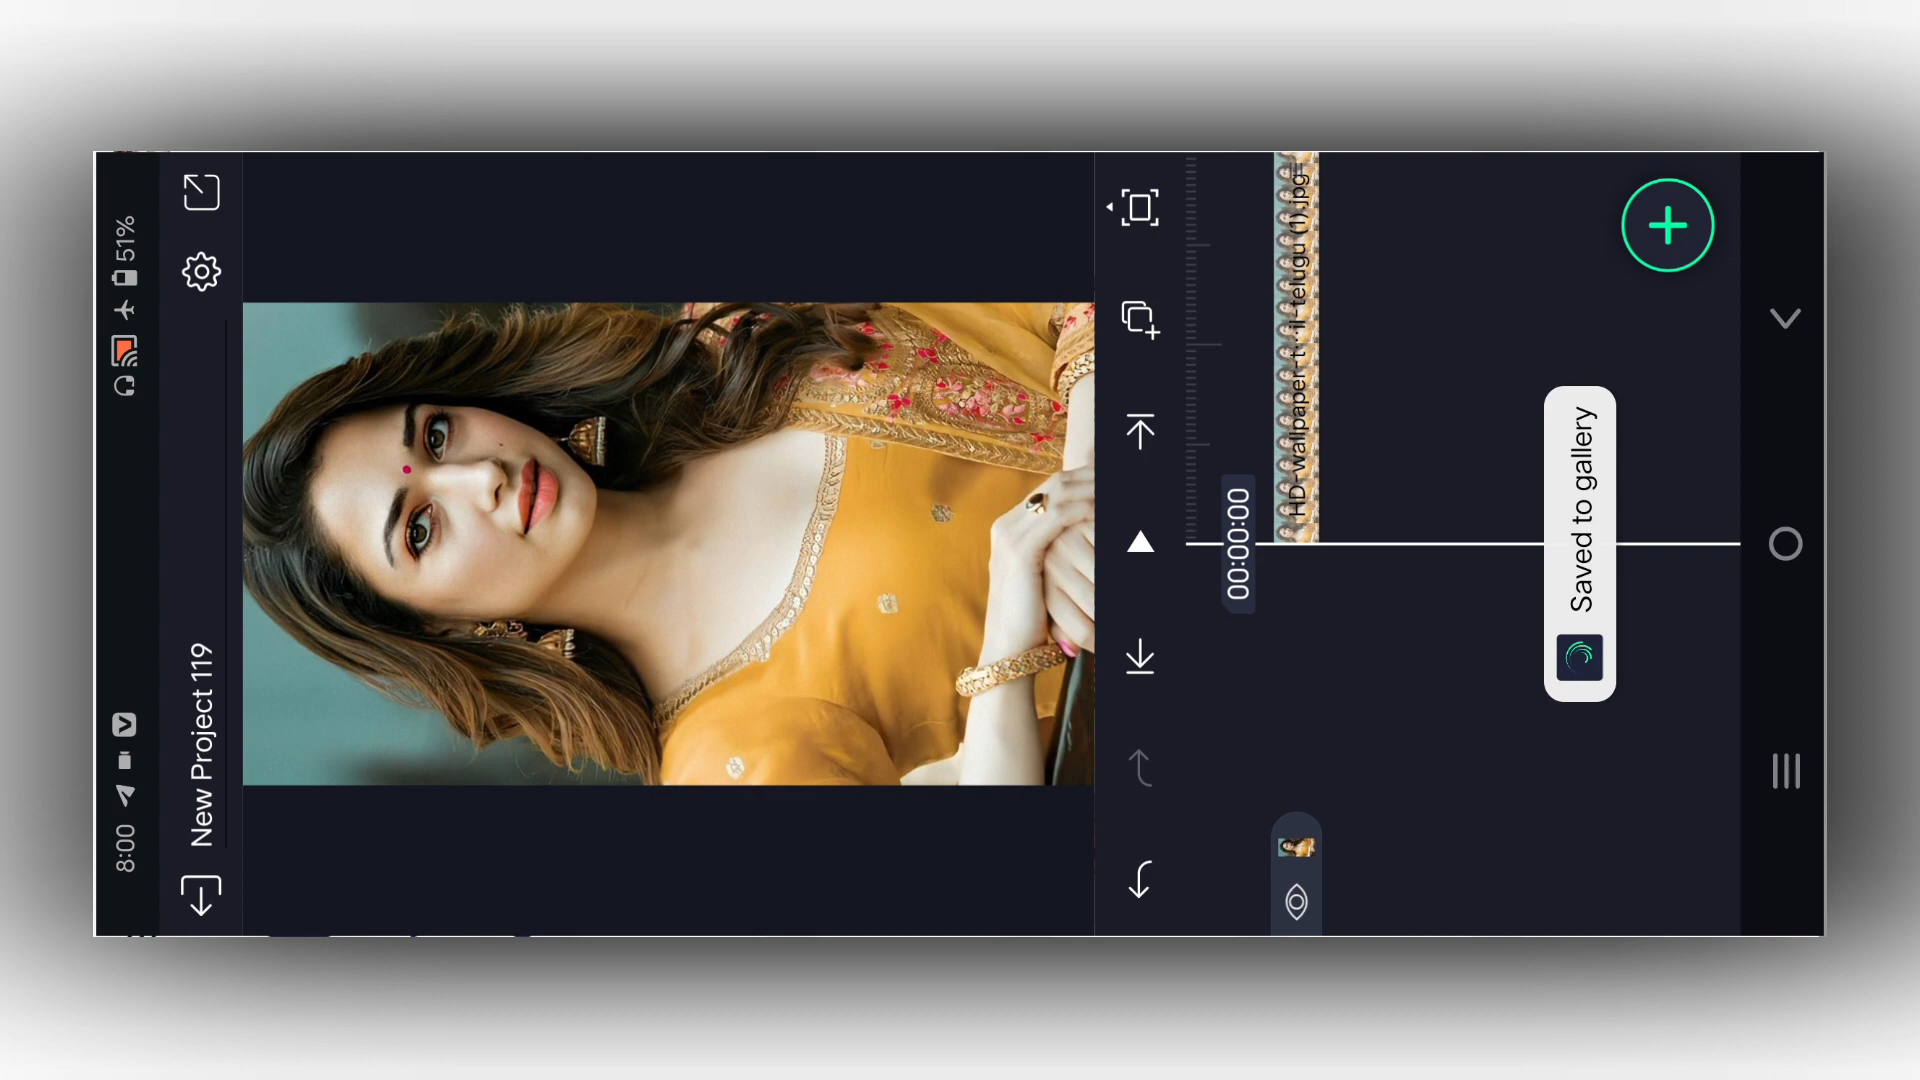 8:00
51%
New Project 119
00:00:00
HD-wallpaper-t
il-telugu (1).jpg
Saved to gallery